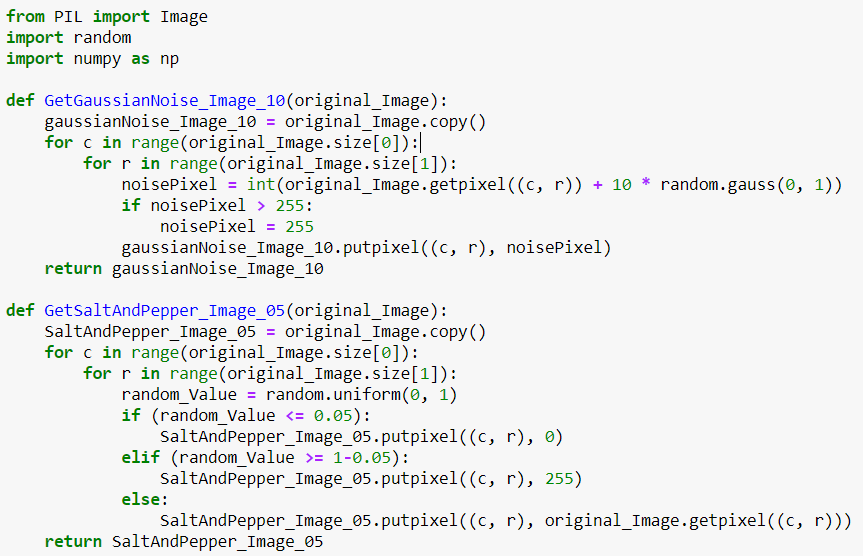 from PIL import Image
import random
import numpy as np

def GetGaussianNoise_Image_10(original_Image):
    gaussianNoise_Image_10 = original_Image.copy()
    for c in range(original_Image.size[0]):
        for r in range(original_Image.size[1]):
            noisePixel = int(original_Image.getpixel((c, r)) + 10 * random.gauss(0, 1))
            if noisePixel > 255:
                noisePixel = 255
            gaussianNoise_Image_10.putpixel((c, r), noisePixel)
    return gaussianNoise_Image_10

def GetSaltAndPepper_Image_05(original_Image):
    SaltAndPepper_Image_05 = original_Image.copy()
    for c in range(original_Image.size[0]):
        for r in range(original_Image.size[1]):
            random_Value = random.uniform(0, 1)
            if (random_Value <= 0.05):
                SaltAndPepper_Image_05.putpixel((c, r), 0)
            elif (random_Value >= 1-0.05):
                SaltAndPepper_Image_05.putpixel((c, r), 255)
            else:
                SaltAndPepper_Image_05.putpixel((c, r), original_Image.getpixel((c, r)))
    return SaltAndPepper_Image_05